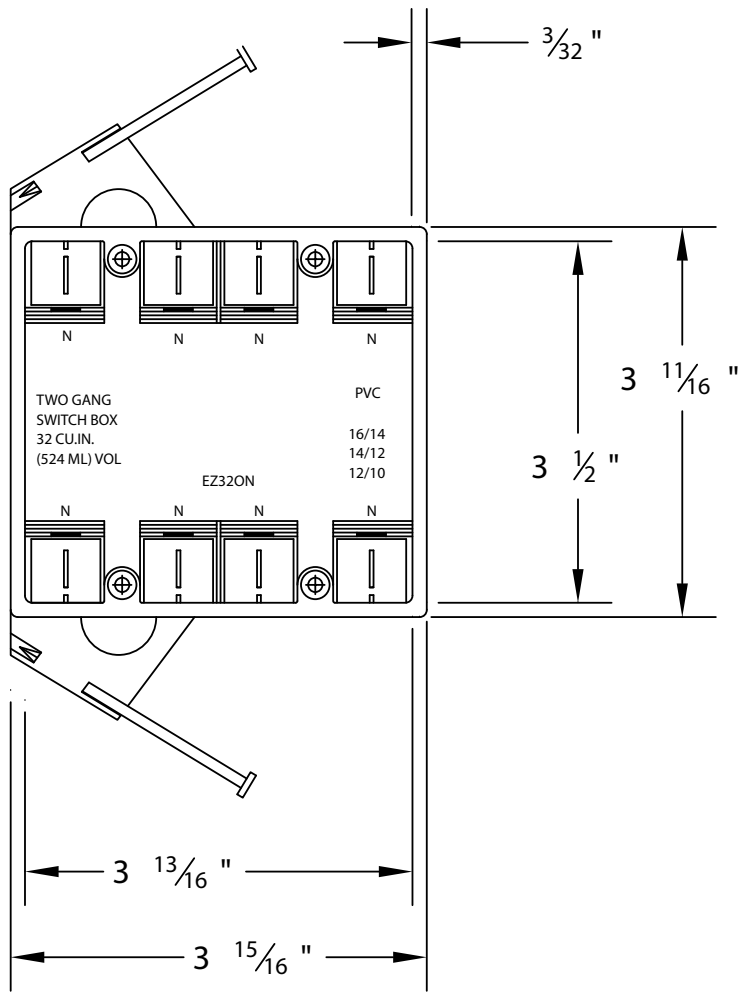 3/32 "
N N N N
TWO GANG
SWITCH BOX
32 CU.IN.
(524 ML) VOL
PVC
16/14
14/12
12/10
EZ32ON
N N N N
3 11/16 "
3 1/2 "
3 13/16 "
3 15/16 "